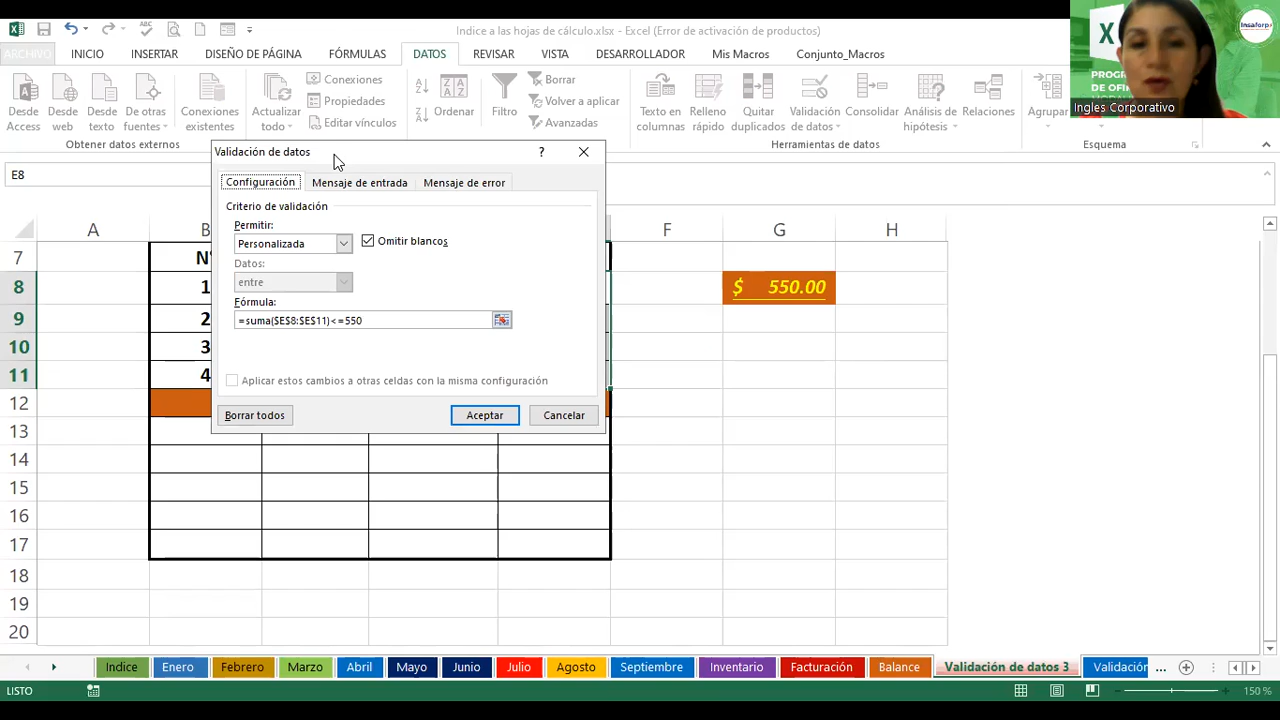 Indice a las hojas de cálculo.xlsx - Excel (Error de activación de productos)
ARCHIVO INICIO INSERTAR DISEÑO DE PÁGINA FÓRMULAS DATOS REVISAR VISTA DESARROLLADOR Mis Macros Conjunto_Macros
Insaforp
PROG
DE OFI
Ingles Corporativo
Desde Access
Desde web
Desde texto
De otras fuentes
Conexiones existentes
Actualizar todo
Conexiones
Propiedades
Editar vínculos
Ordenar
Filtro
Borrar
Volver a aplicar
Avanzadas
Texto en columnas
Relleno rápido
Quitar duplicados
Validación de datos
Consolidar
Análisis de hipótesis
Relaciones
Agrupar
Obtener datos externos
Herramientas de datos
Esquema
E8
Validación de datos
?
Configuración Mensaje de entrada Mensaje de error
Criterio de validación
Permitir:
Personalizada
Omitir blancos
Datos:
entre
Fórmula:
=suma($E$8:$E$11)<=550
Aplicar estos cambios a otras celdas con la misma configuración
Borrar todos Aceptar Cancelar
A B F G H
7 N°
8 1 $ 550.00
9 2
10 3
11 4
12
13
14
15
16
17
18
19
20
Indice Enero Febrero Marzo Abril Mayo Junio Julio Agosto Septiembre Inventario Facturación Balance Validación de datos 3 Validación ...
LISTO
150 %